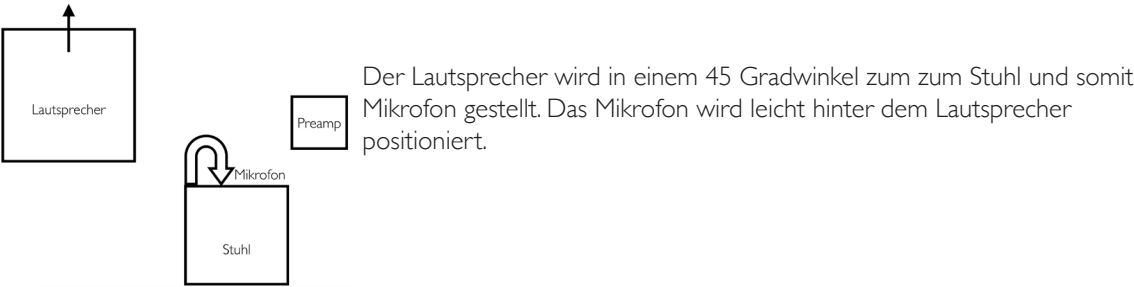 Lautsprecher
Preamp
Der Lautsprecher wird in einem 45 Gradwinkel zum zum Stuhl und somit
Mikrofon gestellt. Das Mikrofon wird leicht hinter dem Lautsprecher
positioniert.
Mikrofon
Stuhl